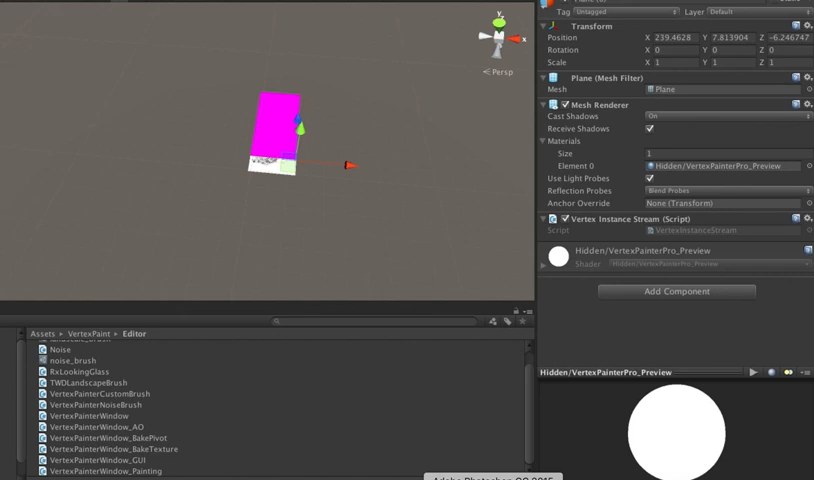 Tag Untagged Layer Default
Transform
Position X 239.4628 Y 7.813904 Z -6.246747
Rotation X 0 Y 0 Z 0
Scale X 1 Y 1 Z 1
Plane (Mesh Filter)
Mesh Plane
Mesh Renderer
Cast Shadows On
Receive Shadows
Materials
Size 1
Element 0 Hidden/VertexPainterPro_Preview
Use Light Probes
Reflection Probes Blend Probes
Anchor Override None (Transform)
Vertex Instance Stream (Script)
Script VertexInstanceStream
Hidden/VertexPainterPro_Preview
Shader Hidden/VertexPainterPro_Preview
Add Component
Hidden/VertexPainterPro_Preview
y
x
Persp
Assets VertexPaint Editor
Noise
noise_brush
RxLookingGlass
TWDLandscapeBrush
VertexPainterCustomBrush
VertexPainterNoiseBrush
VertexPainterWindow
VertexPainterWindow_AO
VertexPainterWindow_BakePivot
VertexPainterWindow_BakeTexture
VertexPainterWindow_GUI
VertexPainterWindow_Painting
Adobe Photoshop CC 2015